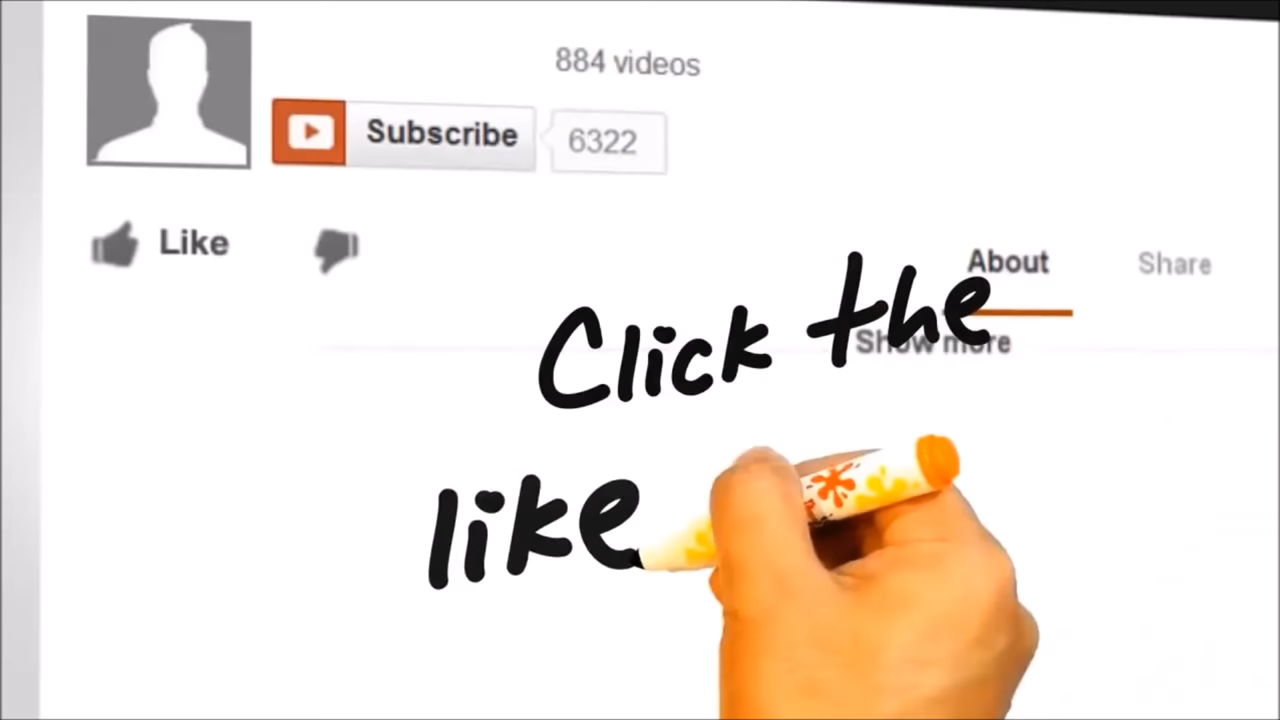 884 videos
Subscribe 6322
Like
About Share
Show more
Click the
like